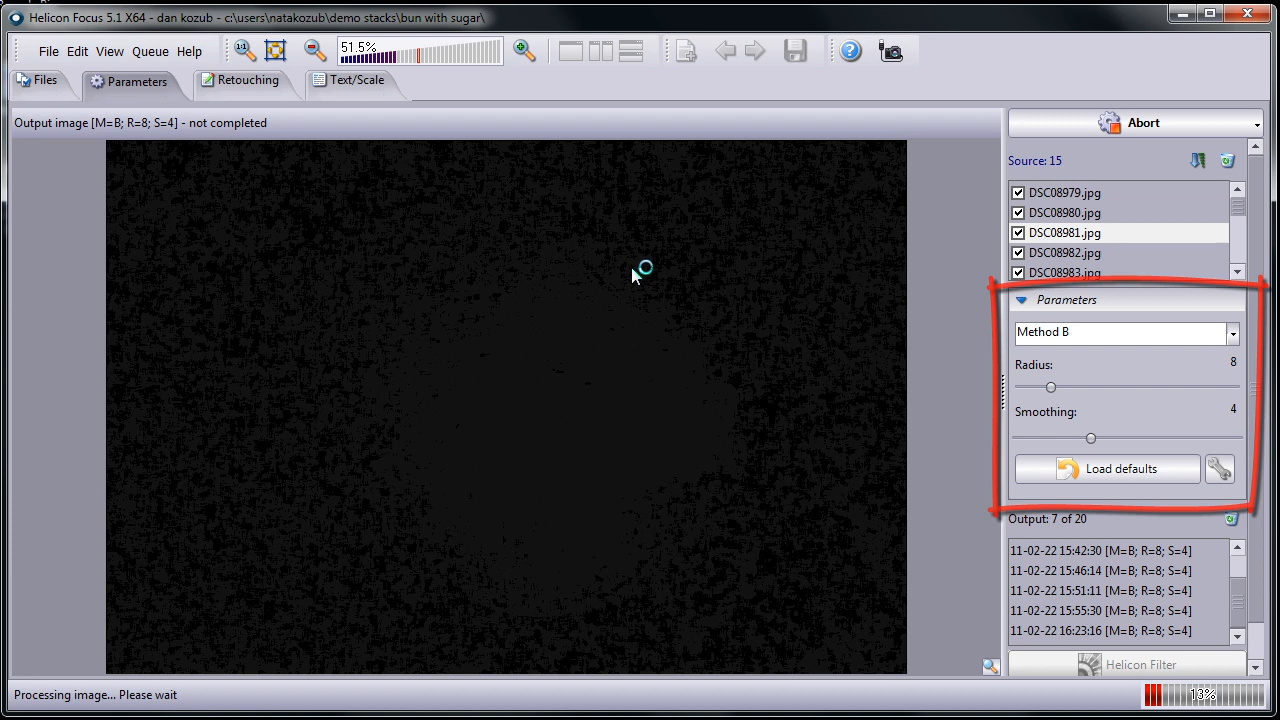 Helicon Focus 5.1 X64 - dan kozub - c:\users\natakozub\demo stacks\bun with sugar\
File Edit View Queue Help
51.5%
Files
Parameters
Retouching
Text/Scale
Output image [M=B; R=8; S=4] - not completed
Abort
Source: 15
DSC08979.jpg
DSC08980.jpg
DSC08981.jpg
DSC08982.jpg
DSC08983.jpg
Parameters
Method B
Radius: 8
Smoothing: 4
Load defaults
Output: 7 of 20
11-02-22 15:42:30 [M=B; R=8; S=4]
11-02-22 15:46:14 [M=B; R=8; S=4]
11-02-22 15:51:11 [M=B; R=8; S=4]
11-02-22 15:55:30 [M=B; R=8; S=4]
11-02-22 16:23:16 [M=B; R=8; S=4]
Helicon Filter
Processing image... Please wait
13%